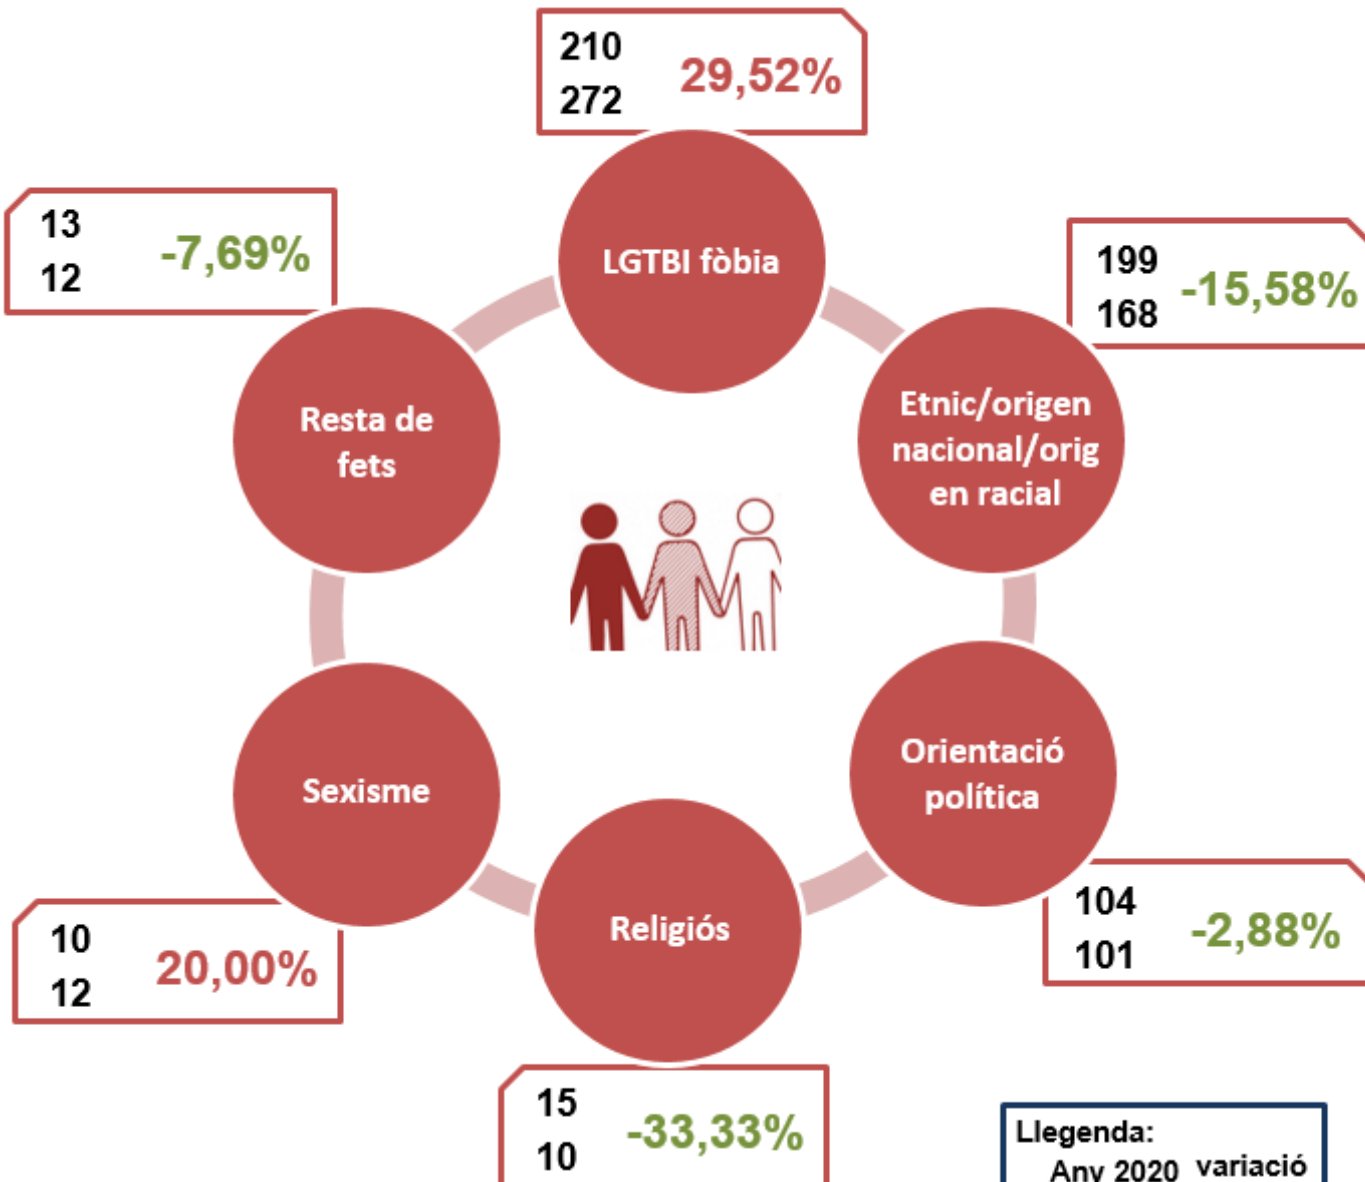 210
272
29,52%
LGTBI fòbia
13
12
-7,69%
Resta de
fets
199
168
-15,58%
Etnic/origen
nacional/orig
en racial
Orientació
política
104
101
-2,88%
Sexisme
10
12
20,00%
Religiós
15
10
-33,33%
Llegenda:
Any 2020 variació